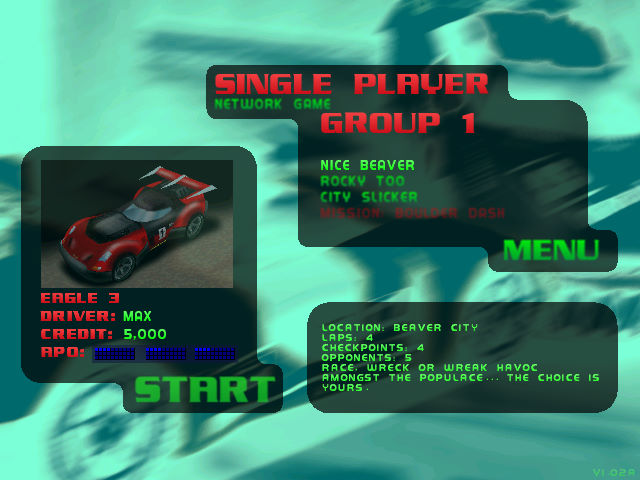 SINGLE PLAYER
NETWORK GAME
GROUP 1
NICE BEAVER
ROCKY TOO
CITY SLICKER
MISSION: BOULDER DASH
MENU
EAGLE 3
DRIVER: MAX
CREDIT: 5,000
APO:
START
LOCATION: BEAVER CITY
LAPS: 4
CHECKPOINTS: 4
OPPONENTS: 5
RACE, WRECK OR WREAK HAVOC
AMONGST THE POPULACE... THE CHOICE IS
YOURS.
V1.02A